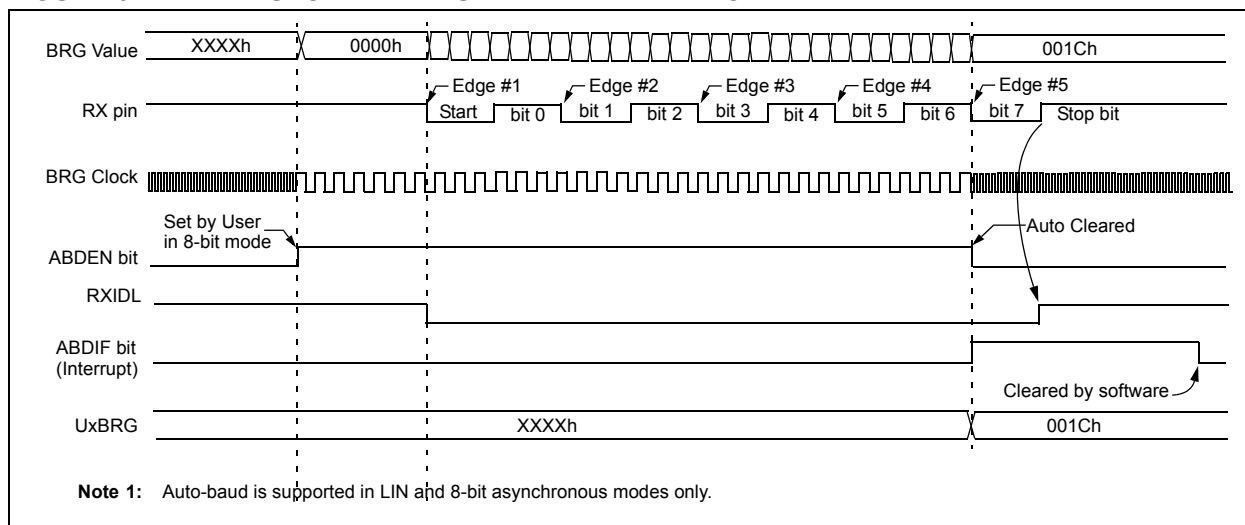 BRG Value XXXXh 0000h 001Ch
Edge #1 Edge #2 Edge #3 Edge #4 Edge #5
RX pin Start bit 0 bit 1 bit 2 bit 3 bit 4 bit 5 bit 6 bit 7 Stop bit
BRG Clock
Set by User
in 8-bit mode
Auto Cleared
ABDEN bit
RXIDL
ABDIF bit
(Interrupt)
Cleared by software
UxBRG XXXXh 001Ch
Note 1: Auto-baud is supported in LIN and 8-bit asynchronous modes only.